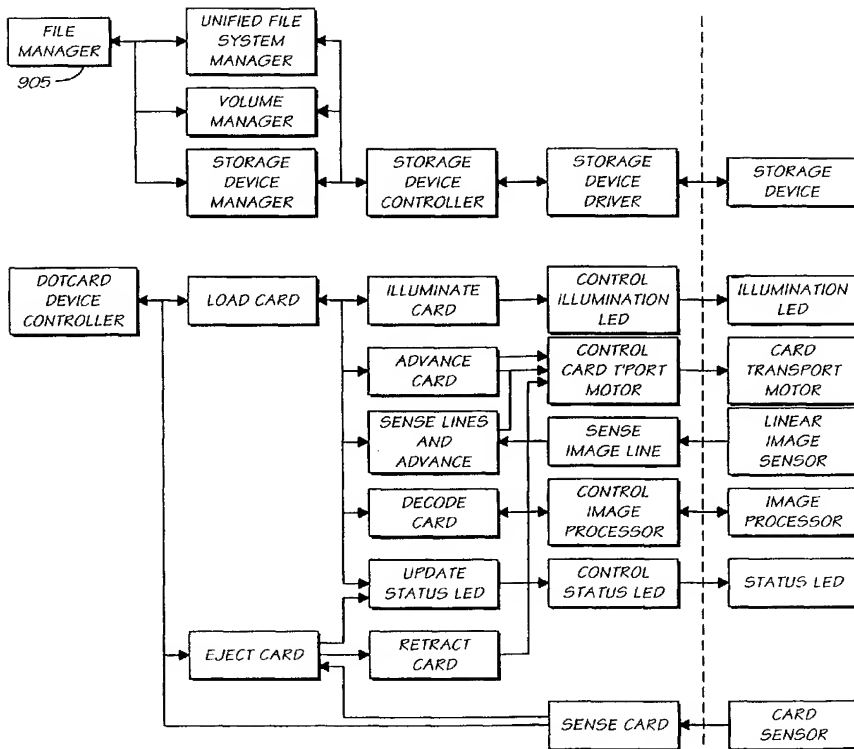 FILE
MANAGER
905
UNIFIED FILE
SYSTEM
MANAGER
VOLUME
MANAGER
STORAGE
DEVICE
MANAGER
STORAGE
DEVICE
CONTROLLER
STORAGE
DEVICE
DRIVER
STORAGE
DEVICE
DOTCARD
DEVICE
CONTROLLER
LOAD CARD
ILLUMINATE
CARD
CONTROL
ILLUMINATION
LED
ILLUMINATION
LED
ADVANCE
CARD
CONTROL
CARD T'PORT
MOTOR
CARD
TRANSPORT
MOTOR
SENSE LINES
AND
ADVANCE
SENSE
IMAGE LINE
LINEAR
IMAGE
SENSOR
DECODE
CARD
CONTROL
IMAGE
PROCESSOR
IMAGE
PROCESSOR
UPDATE
STATUS LED
CONTROL
STATUS LED
STATUS LED
EJECT CARD
RETRACT
CARD
SENSE CARD
CARD
SENSOR